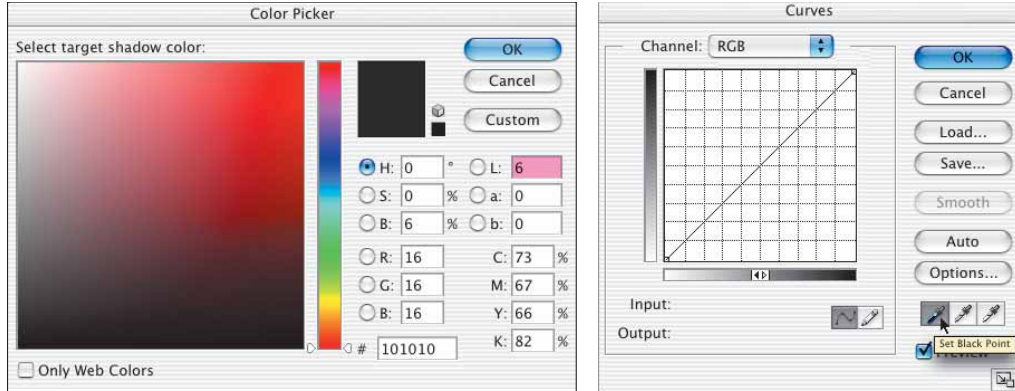 Color Picker
Select target shadow color:
OK
Cancel
Custom
H: 0 °
L: 6
S: 0 %
a: 0
B: 6 %
b: 0
R: 16
C: 73 %
G: 16
M: 67 %
B: 16
Y: 66 %
# 101010
K: 82 %
Only Web Colors
Curves
Channel: RGB
OK
Cancel
Load...
Save...
Smooth
Auto
Options...
Input:
Output:
Set Black Point